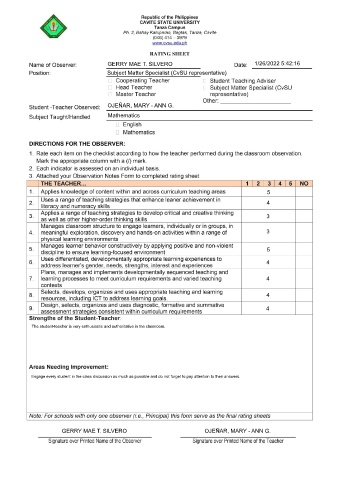 Republic of the Philippines
CAVITE STATE UNIVERSITY
Tanza Campus
Ph. 2, Bahay Katuparan, Bagtas, Tanza, Cavite
(046) 414 - 3979
www.cvsu.edu.ph
RATING SHEET
Name of Observer: GERRY MAE T. SILVERO Date: 1/26/2022 5:42:16
Position: Subject Matter Specialist (CvSU representative)
Cooperating Teacher Student Teaching Adviser
Head Teacher Subject Matter Specialist (CvSU
Master Teacher representative)
Other:
Student -Teacher Observed: OJEÑAR, MARY - ANN G.
Subject Taught/Handled Mathematics
English
Mathematics
DIRECTIONS FOR THE OBSERVER:
1. Rate each item on the checklist according to how the teacher performed during the classroom observation.
Mark the appropriate column with a (/) mark.
2. Each indicator is assessed on an individual basis.
3. Attached your Observation Notes Form to completed rating sheet
THE TEACHER… 1 2 3 4 5 NO
1. Applies knowledge of content within and across curriculum teaching areas 5
2. Uses a range of teaching strategies that enhance leaner achievement in
literacy and numeracy skills 4
3. Applies a range of teaching strategies to develop critical and creative thinking
as well as other higher-order thinking skills 3
4. Manages classroom structure to engage learners, individually or in groups, in
meaningful exploration, discovery and hands-on activities within a range of
physical learning environments 3
5. Manages learner behavior constructively by applying positive and non-violent
discipline to ensure learning-focused environment 5
6. Uses differentiated, developmentally appropriate learning experiences to
address learner's gender, needs, strengths, interest and experiences 4
7. Plans, manages and implements developmentally sequenced teaching and
learning processes to meet curriculum requirements and varied teaching
contexts 4
8. Selects, develops, organizes and uses appropriate teaching and learning
resources, including ICT to address learning goals 4
9. Design, selects, organizes and uses diagnostic, formative and summative
assessment strategies consistent within curriculum requirements 4
Strengths of the Student-Teacher:
The student-teacher is very enthusiastic and authoritative in the classroom.
Areas Needing Improvement:
Engage every student in the class discussion as much as possible and do not forget to pay attention to their answers.
Note: For schools with only one observer (i.e., Principal) this form serve as the final rating sheets
GERRY MAE T. SILVERO OJEÑAR, MARY - ANN G.
Signature over Printed Name of the Observer Signature over Printed Name of the Teacher